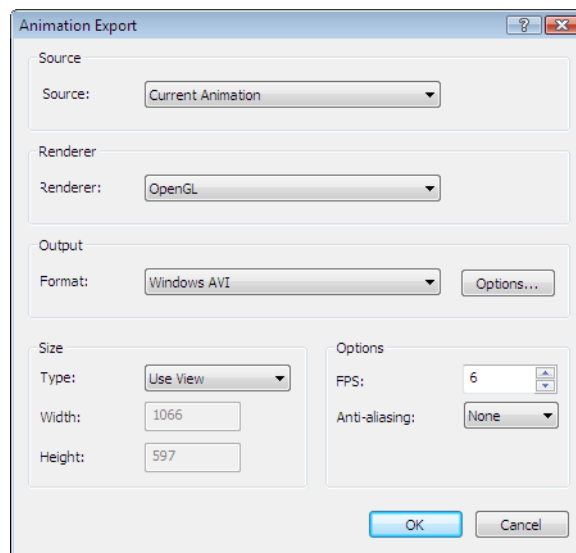 Animation Export
Source
Source: Current Animation
Renderer
Renderer: OpenGL
Output
Format: Windows AVI Options...
Size
Type: Use View
Width: 1066
Height: 597
Options
FPS: 6
Anti-aliasing: None
OK Cancel